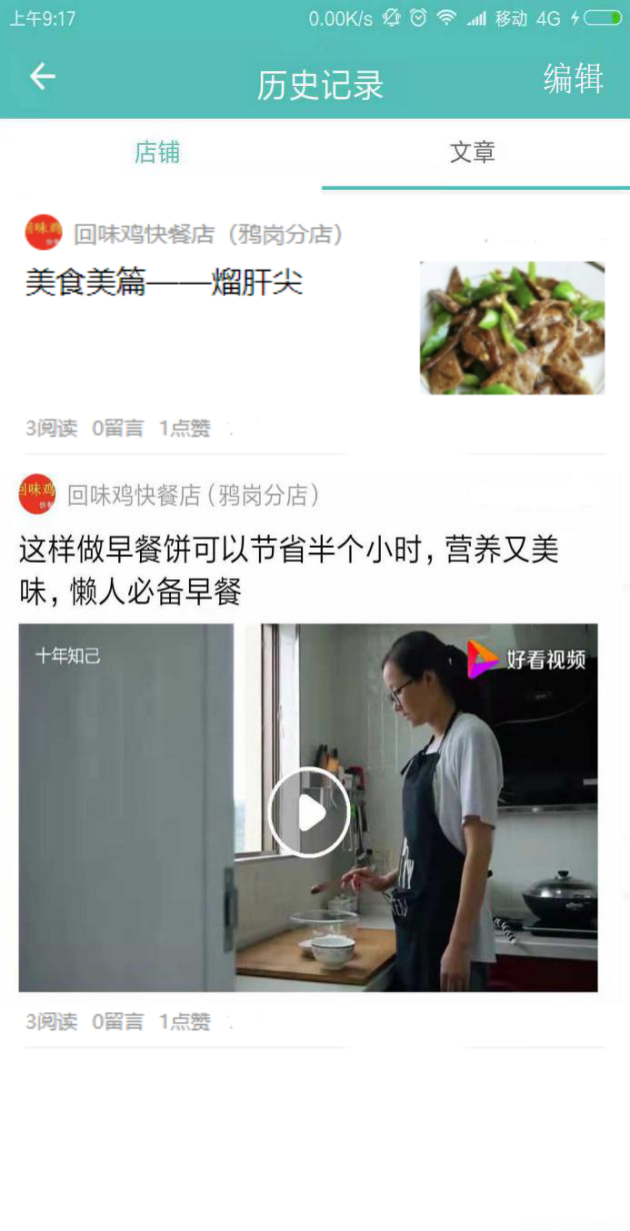 上午9:17 0.00K/s 移动 4G
历史记录 编辑
店铺 文章
回味鸡快餐店（鸦岗分店）
美食美篇——熘肝尖
3阅读 0留言 1点赞
回味鸡快餐店（鸦岗分店）
这样做早餐饼可以节省半个小时，营养又美
味，懒人必备早餐
十年知己 好看视频
3阅读 0留言 1点赞